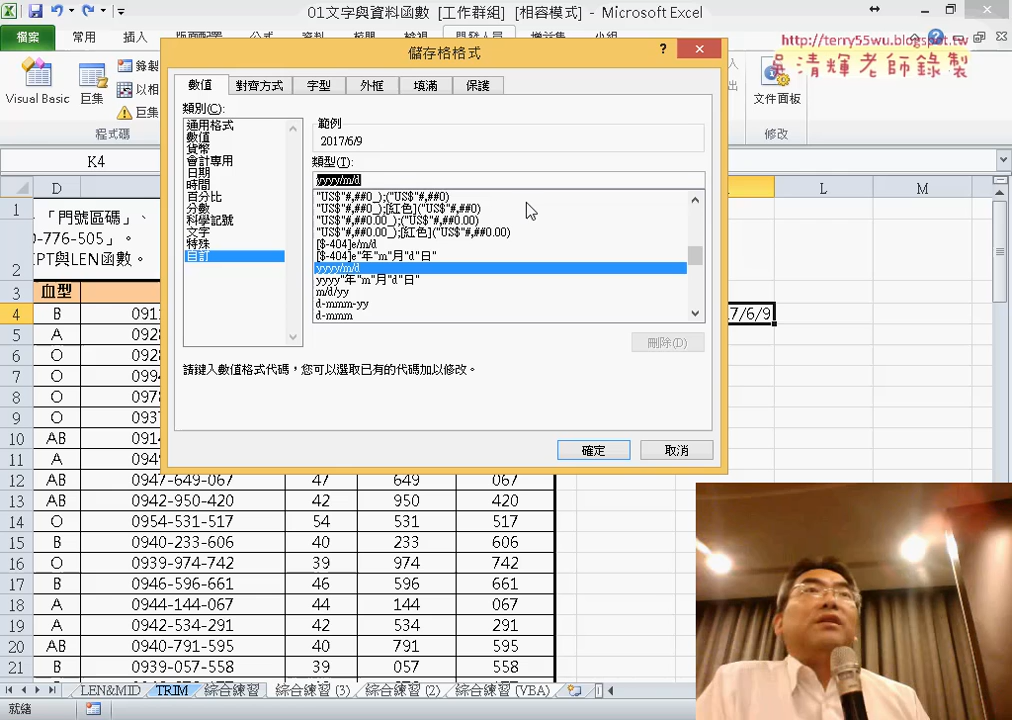 01文字與資料函數 [工作群組] [相容模式] - Microsoft Excel
檔案 常用 插入
http://terry55wu.blogspot.tw
吳清輝老師錄製
Visual Basic 巨集
程式碼
文件面板
修改
K4
儲存格格式
數值 對齊方式 字型 外框 填滿 保護
類別(C):
通用格式
數值
貨幣
會計專用
日期
時間
百分比
分數
科學記號
文字
特殊
自訂
範例
2017/6/9
類型(T):
yyyy/m/d
"US$"#,##0_);("US$"#,##0)
"US$"#,##0_);[紅色]("US$"#,##0)
"US$"#,##0.00_);("US$"#,##0.00)
"US$"#,##0.00_);[紅色]("US$"#,##0.00)
[$-404]e/m/d
[$-404]e"年"m"月"d"日"
yyyy/m/d
yyyy"年"m"月"d"日"
m/d/yy
d-mmm-yy
d-mmm
刪除(D)
請鍵入數值格式代碼，您可以選取已有的代碼加以修改。
確定 取消
D L M
1 「門號區碼」、
0-776-505」。
2 PT與LEN函數。
3 血型
4 B 091 7/6/9
5 A 092
6 O 092
7 O 099
8 O 097
9 O 093
10 AB 091
11 A 094
12 AB 0947-649-067 47 649 067
13 AB 0942-950-420 42 950 420
14 O 0954-531-517 54 531 517
15 B 0940-233-606 40 233 606
16 O 0939-974-742 39 974 742
17 B 0946-596-661 46 596 661
18 A 0944-144-067 44 144 067
19 A 0942-534-291 42 534 291
20 AB 0940-791-595 40 791 595
21 B 0939-057-558 39 057 558
LEN&MID TRIM 綜合練習 綜合練習 (3) 綜合練習 (2) 綜合練習 (VBA)
就緒